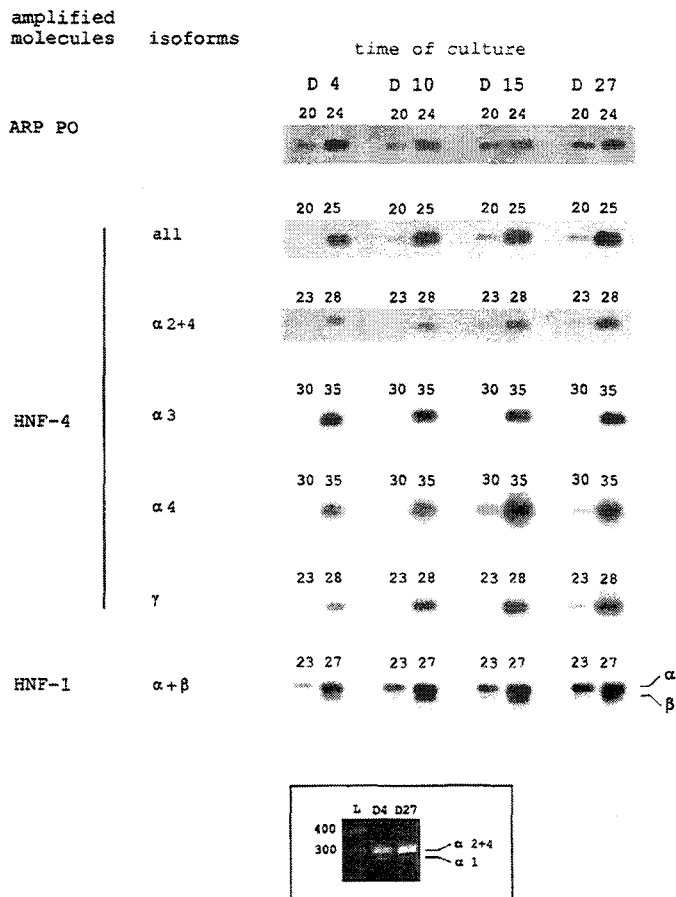 amplified
molecules isoforms
time of culture
D 4 D 10 D 15 D 27
20 24 20 24 20 24 20 24
ARP PO
20 25 20 25 20 25 20 25
all
23 28 23 28 23 28 23 28
α2+4
30 35 30 35 30 35 30 35
HNF-4 α3
30 35 30 35 30 35 30 35
α4
23 28 23 28 23 28 23 28
γ
23 27 23 27 23 27 23 27
HNF-1 α+β α
β
L D4 D27
400
300 α 2+4
α 1